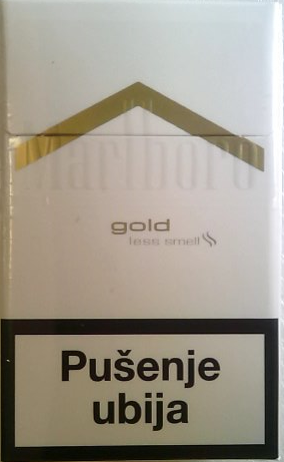 Marlboro
gold
less smell
Pušenje
ubija